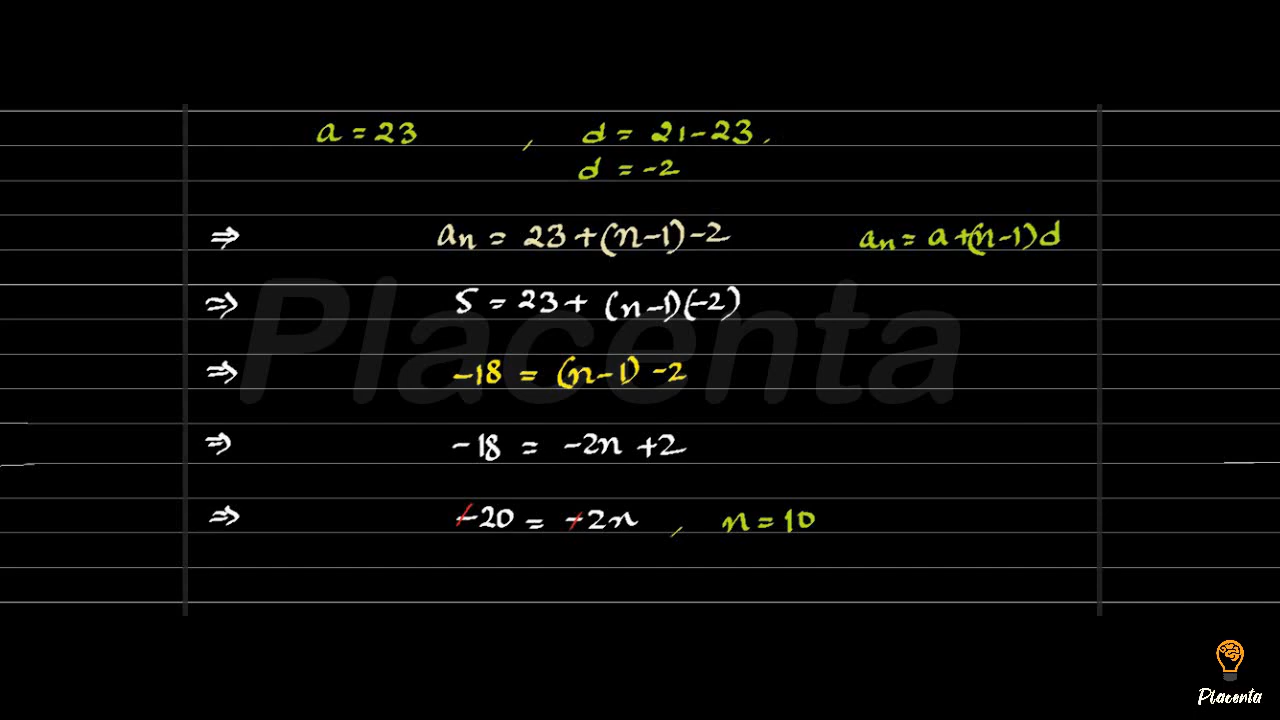 a = 23 , d = 21-23,
d = -2
⇒ an = 23+(n-1)-2 an = a+(n-1)d
⇒ 5 = 23+ (n-1)(-2)
⇒ -18 = (n-1) -2
⇒ -18 = -2n +2
⇒ -20 = -2n , n = 10
Placenta
Placenta